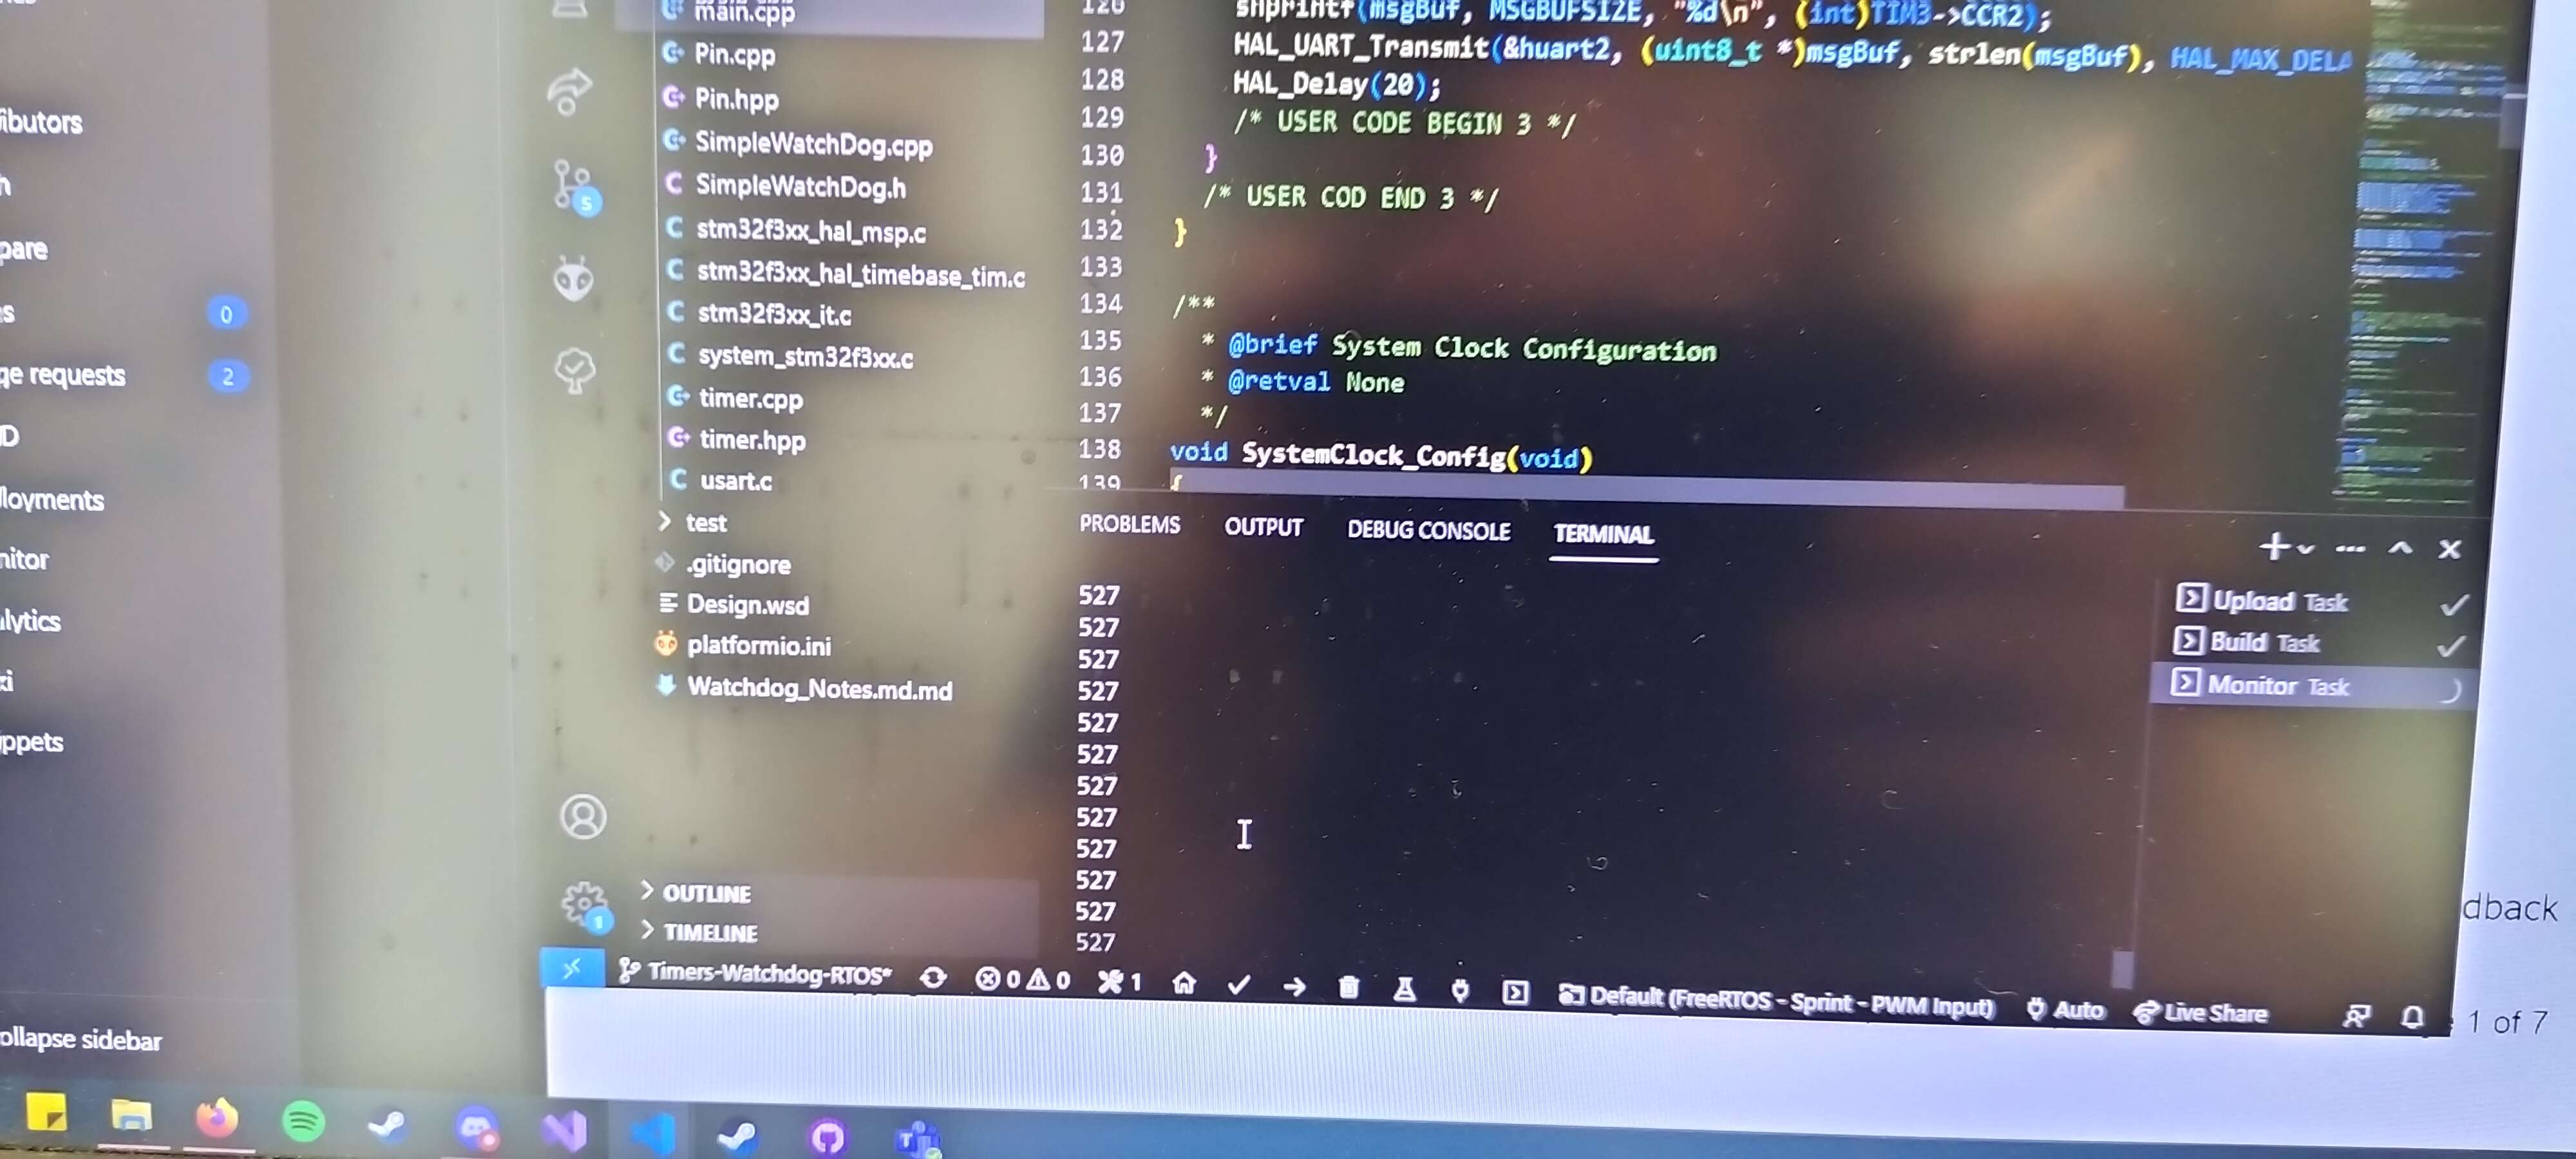 ibutors
h
pare
s 0
ge requests 2
D
loyments
nitor
lytics
ki
ippets
ollapse sidebar
main.cpp
Pin.cpp
Pin.hpp
SimpleWatchDog.cpp
SimpleWatchDog.h
stm32f3xx_hal_msp.c
stm32f3xx_hal_timebase_tim.c
stm32f3xx_it.c
system_stm32f3xx.c
timer.cpp
timer.hpp
usart.c
test
.gitignore
Design.wsd
platformio.ini
Watchdog_Notes.md.md
OUTLINE
TIMELINE
5
1
126 snprintf(msgBuf, MSGBUFSIZE, "%d\n", (int)TIM3->CCR2);
127 HAL_UART_Transmit(&huart2, (uint8_t *)msgBuf, strlen(msgBuf), HAL_MAX_DELA
128 HAL_Delay(20);
129 /* USER CODE BEGIN 3 */
130 }
131 /* USER COD END 3 */
132 }
133
134 /**
135 * @brief System Clock Configuration
136 * @retval None
137 */
138 void SystemClock_Config(void)
139 {
PROBLEMS OUTPUT DEBUG CONSOLE TERMINAL
527
527
527
527
527
527
527
527
527
527
527
527
Upload Task
Build Task
Monitor Task
Timers-Watchdog-RTOS* 0 0 1 Default (FreeRTOS - Sprint - PWM Input) Auto Live Share
dback
1 of 7